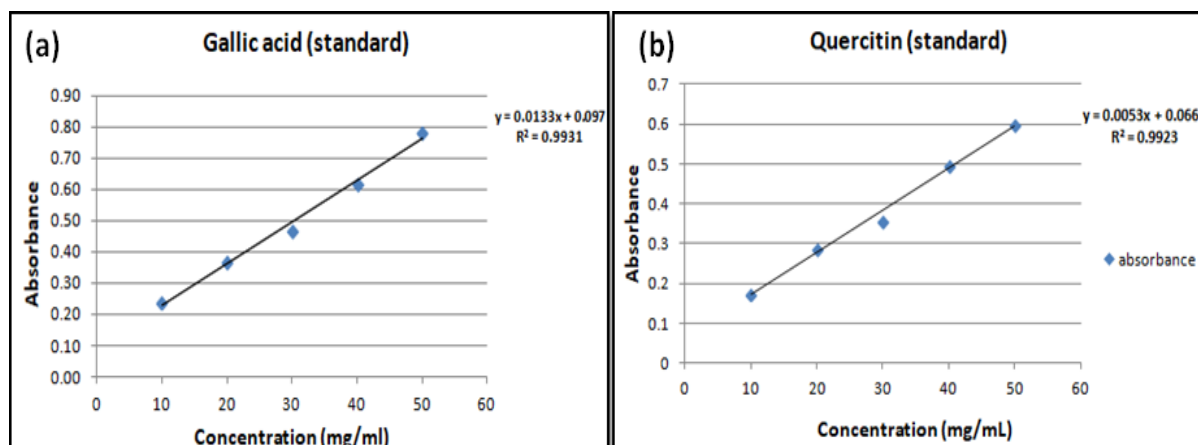 (a)
Gallic acid (standard)
0.90
0.80
0.70
0.60
0.50
0.40
0.30
0.20
0.10
0.00
Absorbance
y = 0.0133x + 0.097
R² = 0.9931
0 10 20 30 40 50 60
Concentration (mg/ml)
(b)
Quercitin (standard)
0.7
0.6
0.5
0.4
0.3
0.2
0.1
0
Absorbance
y = 0.0053x + 0.066
R² = 0.9923
absorbance
0 10 20 30 40 50 60
Concentration (mg/mL)